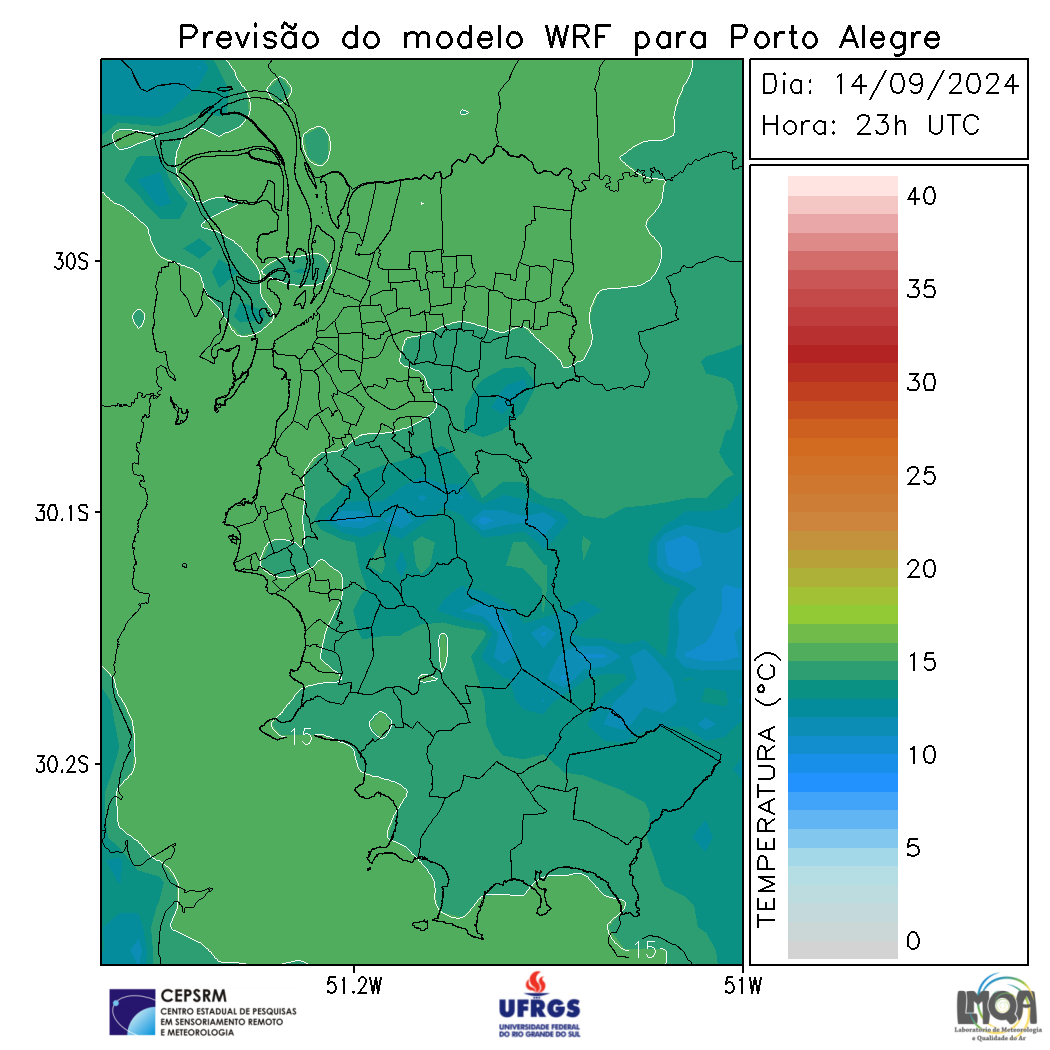 Previsão do modelo WRF para Porto Alegre
Dia: 14/09/2024
Hora: 23h UTC
40
35
30
25
20
15
10
5
0
TEMPERATURA (°C)
30S
30.1S
30.2S
15
15
51.2W
51W
CEPSRM
CENTRO ESTADUAL DE PESQUISAS
EM SENSORIAMENTO REMOTO
E METEOROLOGIA
UFRGS
UNIVERSIDADE FEDERAL
DO RIO GRANDE DO SUL
LMQA
Laboratório de Meteorologia
e Qualidade do Ar